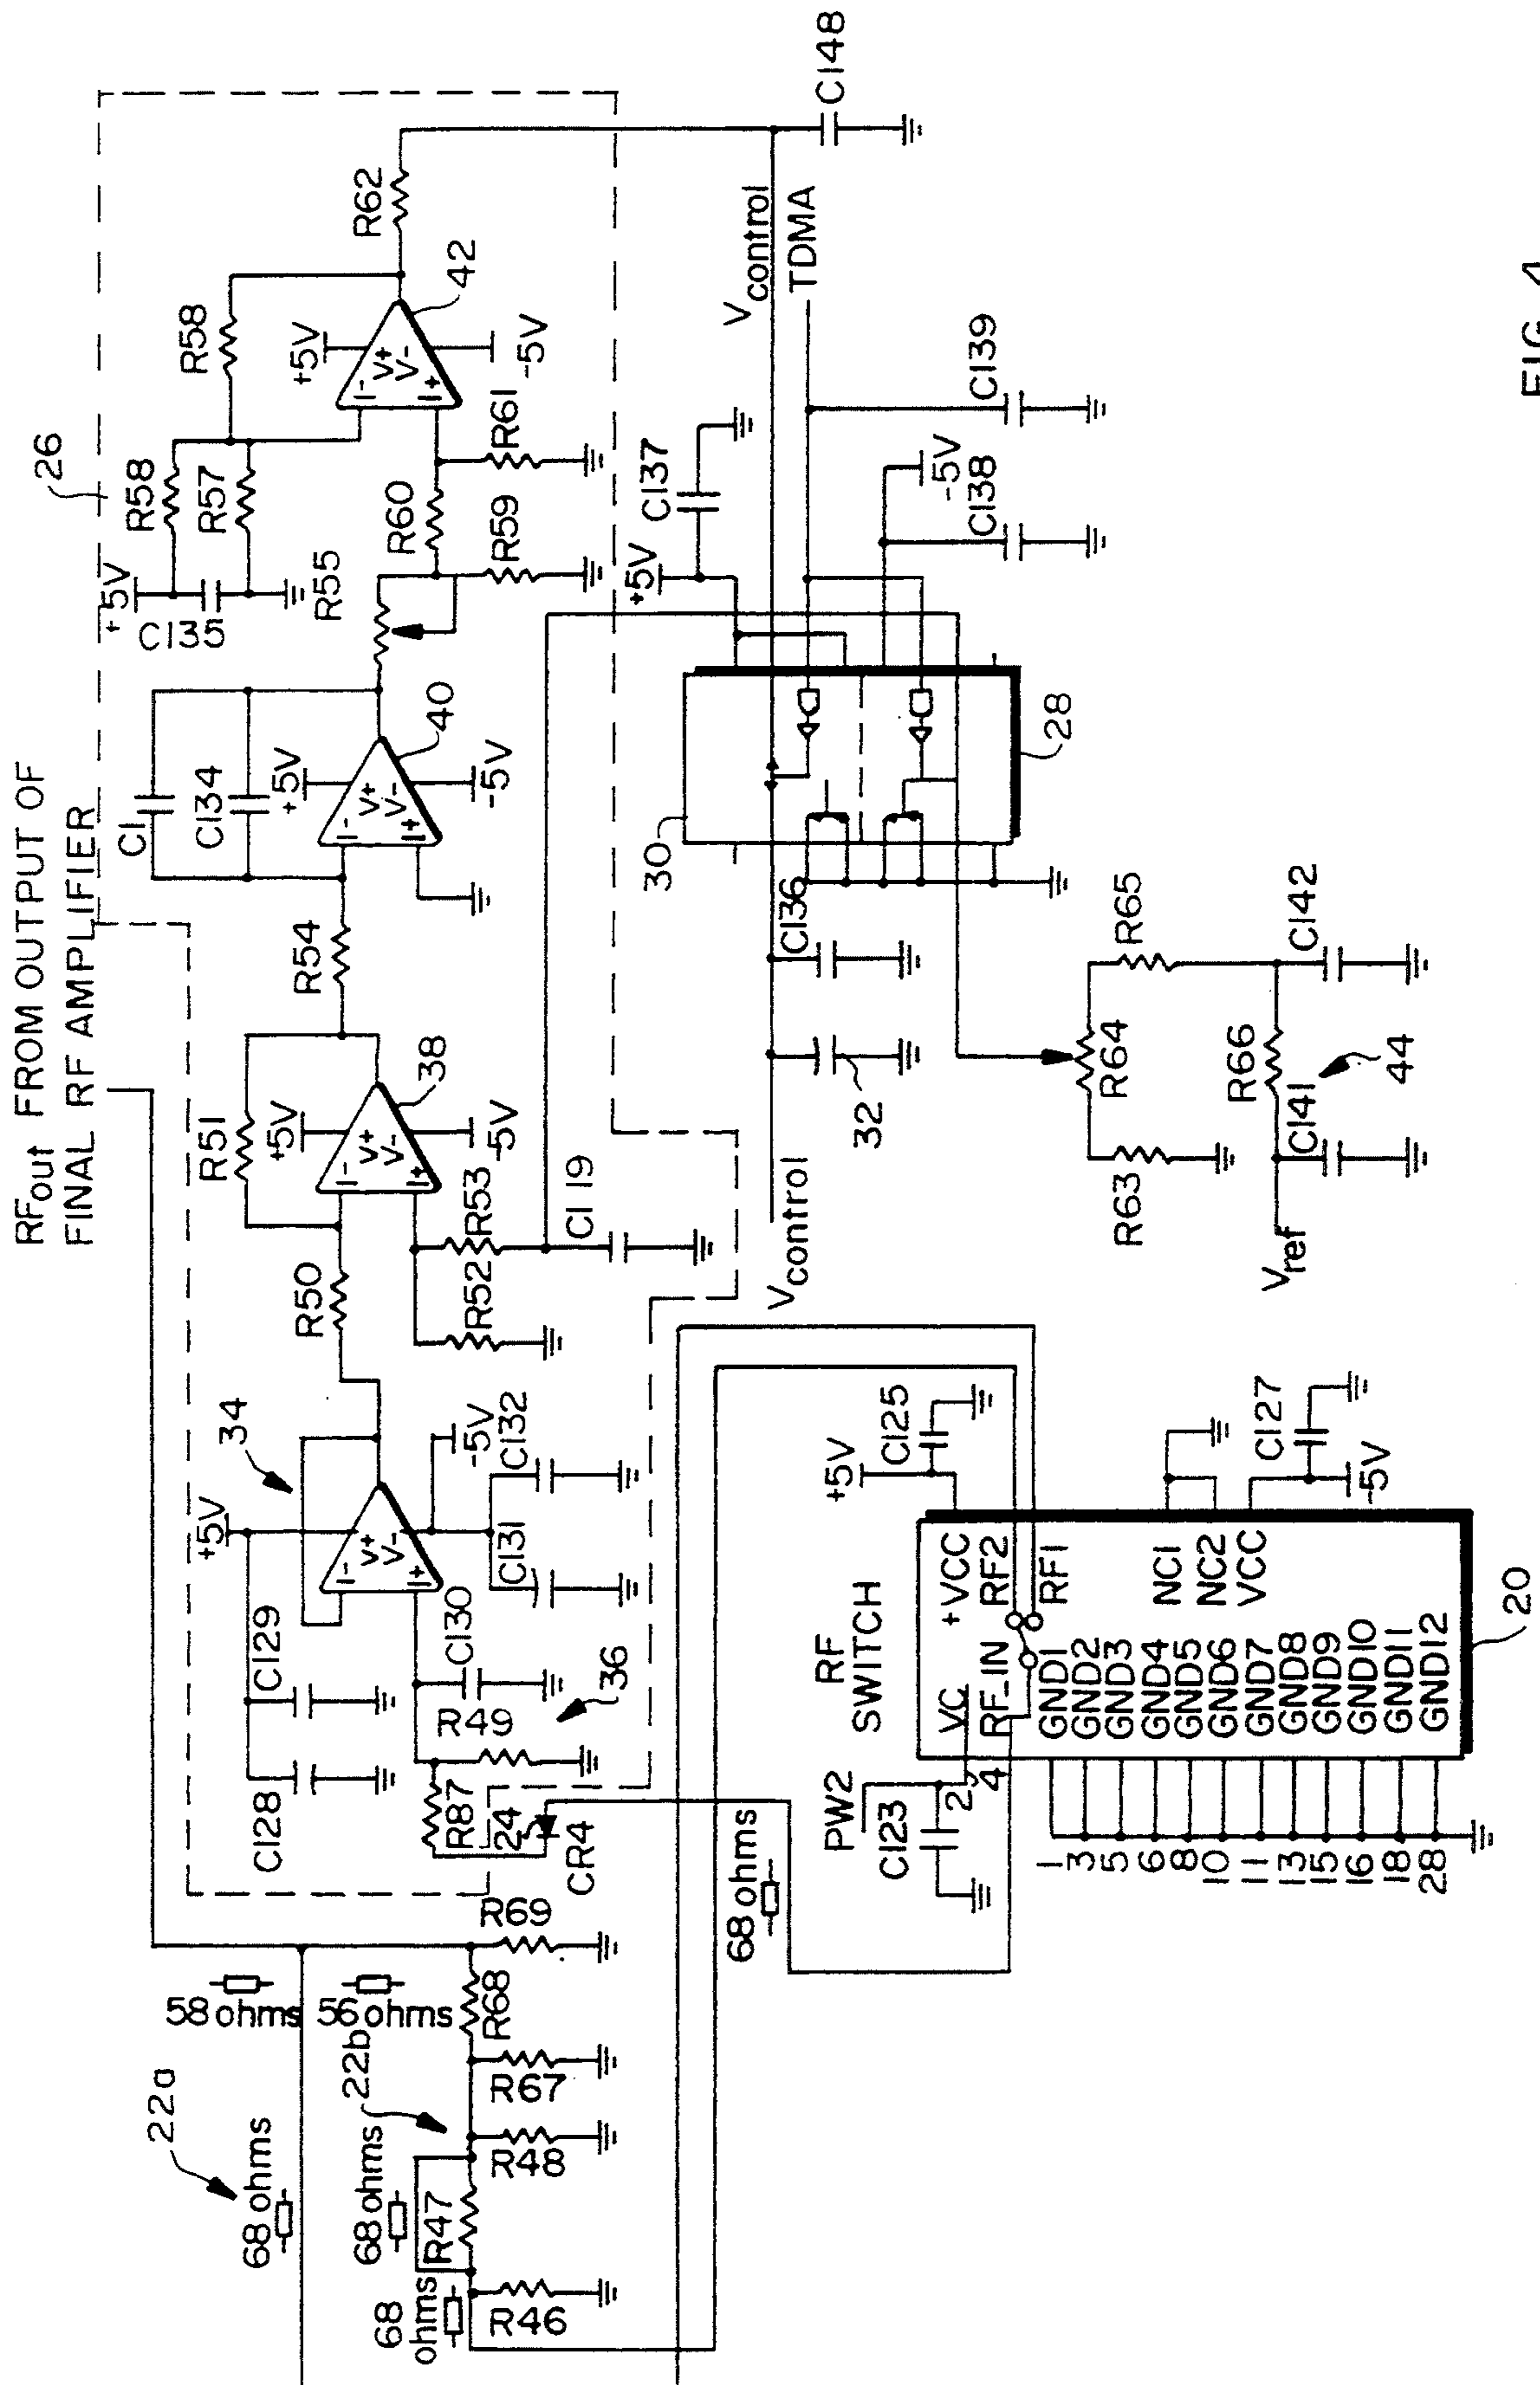 RFout FROM OUTPUT OF
FINAL RF AMPLIFIER
26
+5V
R58
R58
R57
C135
R55
42
+5V
I-
V+
V-
I+
-5V
R62
R60
R61
R59
C1
C134
+5V
I-
V+
V-
I+
-5V
40
R54
R51
+5V
I-
V+
V-
I+
-5V
38
R50
R53
R52
C119
34
+5V
I-
V+
V-
I+
-5V
C132
C131
C129
C128
C130
R49
36
R87
24
CR4
Vcontrol
TDMA
C148
C137
+5V
C139
-5V
C138
30
28
C136
32
Vcontrol
R65
R64
R63
R66
C142
C141
44
Vref
58 ohms
56 ohms
22a
68 ohms
22b
68 ohms
68
ohms
R69
R68
R67
R48
R47
R46
68 ohms
RF
SWITCH
PW2
C123
2
4
VC
RF_IN
+VCC
RF2
RF1
NC1
NC2
VCC
+5V
C125
C127
-5V
GND1
GND2
GND3
GND4
GND5
GND6
GND7
GND8
GND9
GND10
GND11
GND12
1
3
5
6
8
10
11
13
15
16
18
28
20
FIG. 4